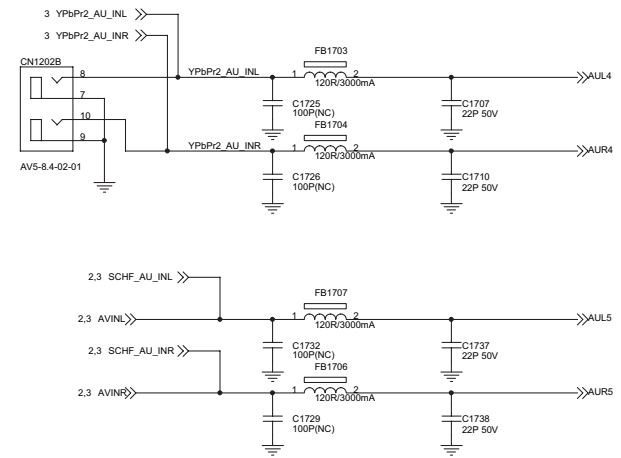 3 YPbPr2_AU_INL
3 YPbPr2_AU_INR
CN1202B
8
7
10
9
AV5-8.4-02-01
YPbPr2_AU_INL
FB1703
1 2
120R/3000mA
C1725
100P(NC)
C1707
22P 50V
AUL4
YPbPr2_AU_INR
FB1704
1 2
120R/3000mA
C1726
100P(NC)
C1710
22P 50V
AUR4
2,3 SCHF_AU_INL
2,3 AVINL
FB1707
1 2
120R/3000mA
C1732
100P(NC)
C1737
22P 50V
AUL5
2,3 SCHF_AU_INR
2,3 AVINR
FB1706
1 2
120R/3000mA
C1729
100P(NC)
C1738
22P 50V
AUR5